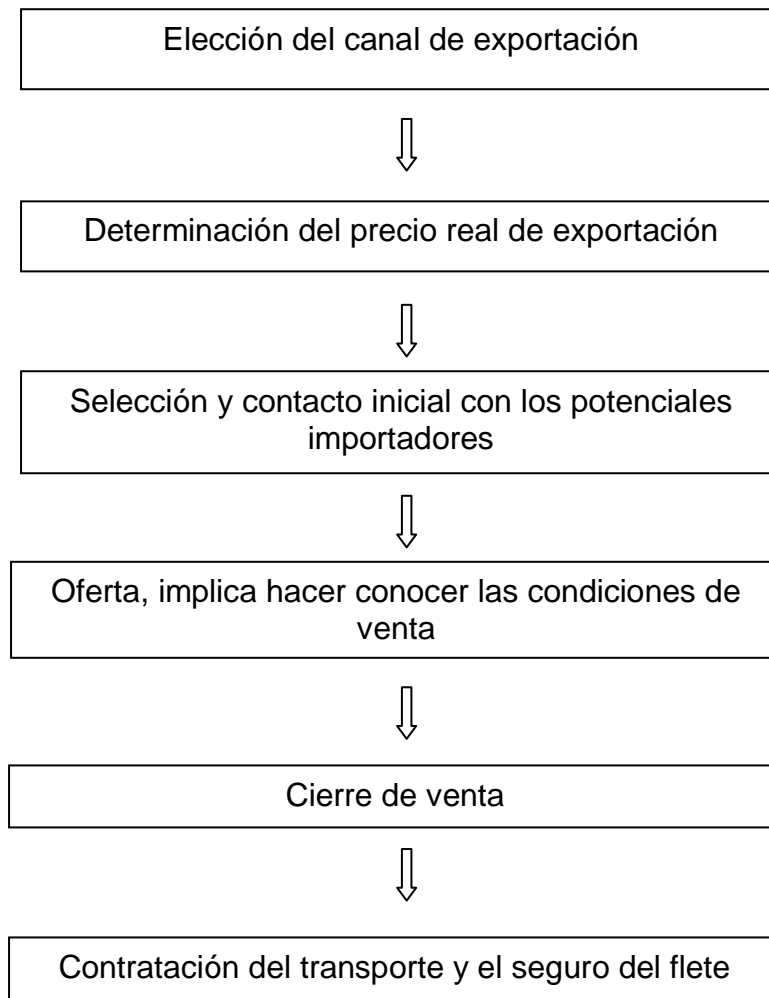 Elección del canal de exportación
Determinación del precio real de exportación
Selección y contacto inicial con los potenciales
importadores
Oferta, implica hacer conocer las condiciones de
venta
Cierre de venta
Contratación del transporte y el seguro del flete